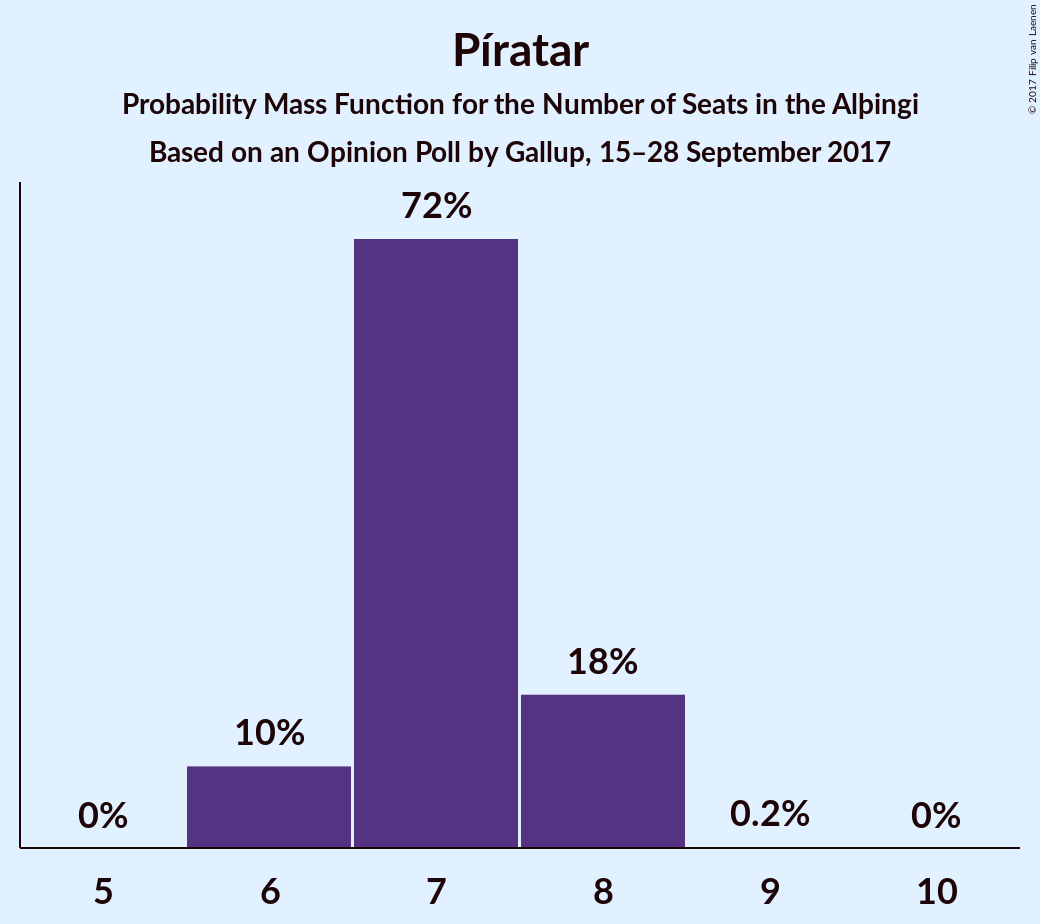 Píratar
Probability Mass Function for the Number of Seats in the Alþingi
Based on an Opinion Poll by Gallup, 15–28 September 2017
© 2017 Filip van Laenen
72%
18%
10%
0%
0.2%
0%
5 6 7 8 9 10